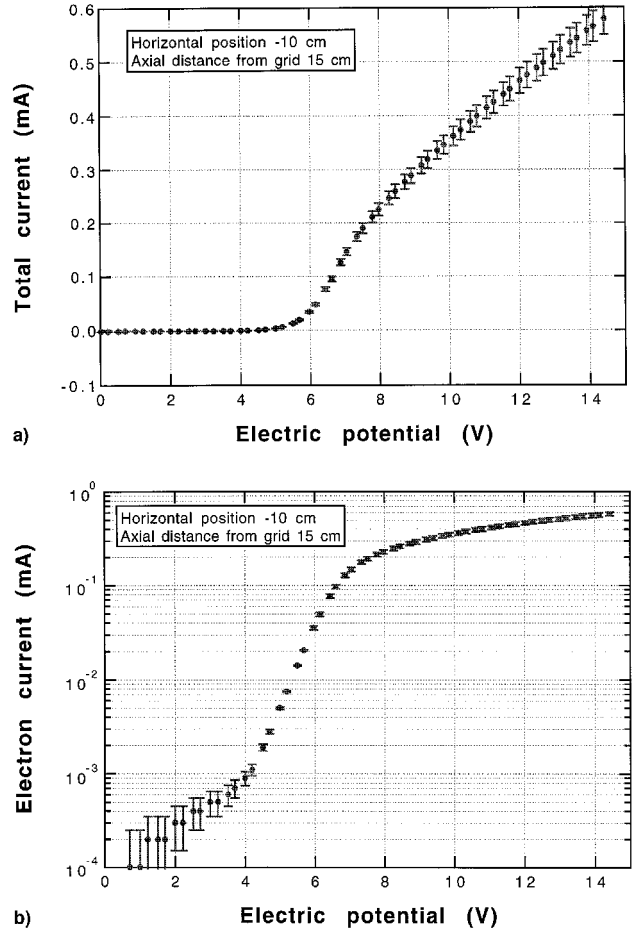 0.6
0.5
0.4
0.3
0.2
0.1
0.0
-0.1
Total current (mA)
Horizontal position -10 cm
Axial distance from grid 15 cm
0 2 4 6 8 10 12 14
a) Electric potential (V)
10⁰
10⁻¹
10⁻²
10⁻³
10⁻⁴
Electron current (mA)
Horizontal position -10 cm
Axial distance from grid 15 cm
0 2 4 6 8 10 12 14
b) Electric potential (V)